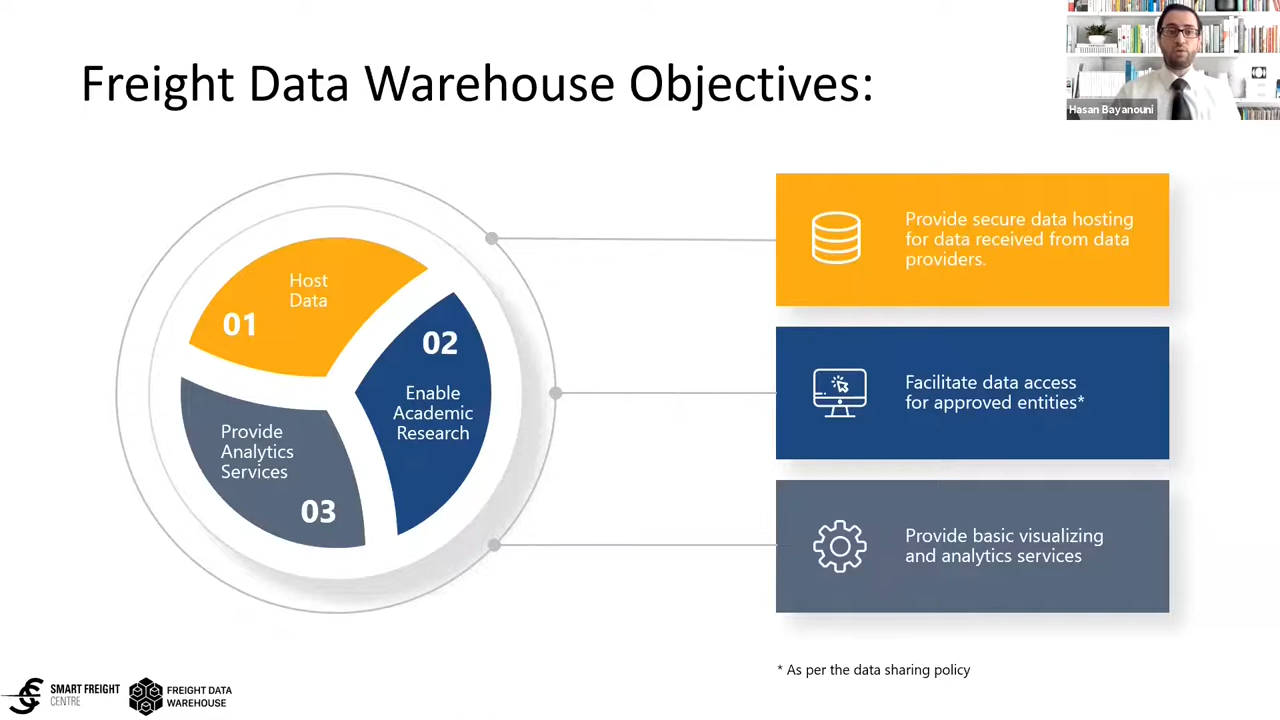 Freight Data Warehouse Objectives:
Hasan Bayanouni
Host
Data
01
02
Enable
Academic
Research
Provide
Analytics
Services
03
Provide secure data hosting
for data received from data
providers.
Facilitate data access
for approved entities*
Provide basic visualizing
and analytics services
* As per the data sharing policy
SMART FREIGHT
CENTRE
FREIGHT DATA
WAREHOUSE